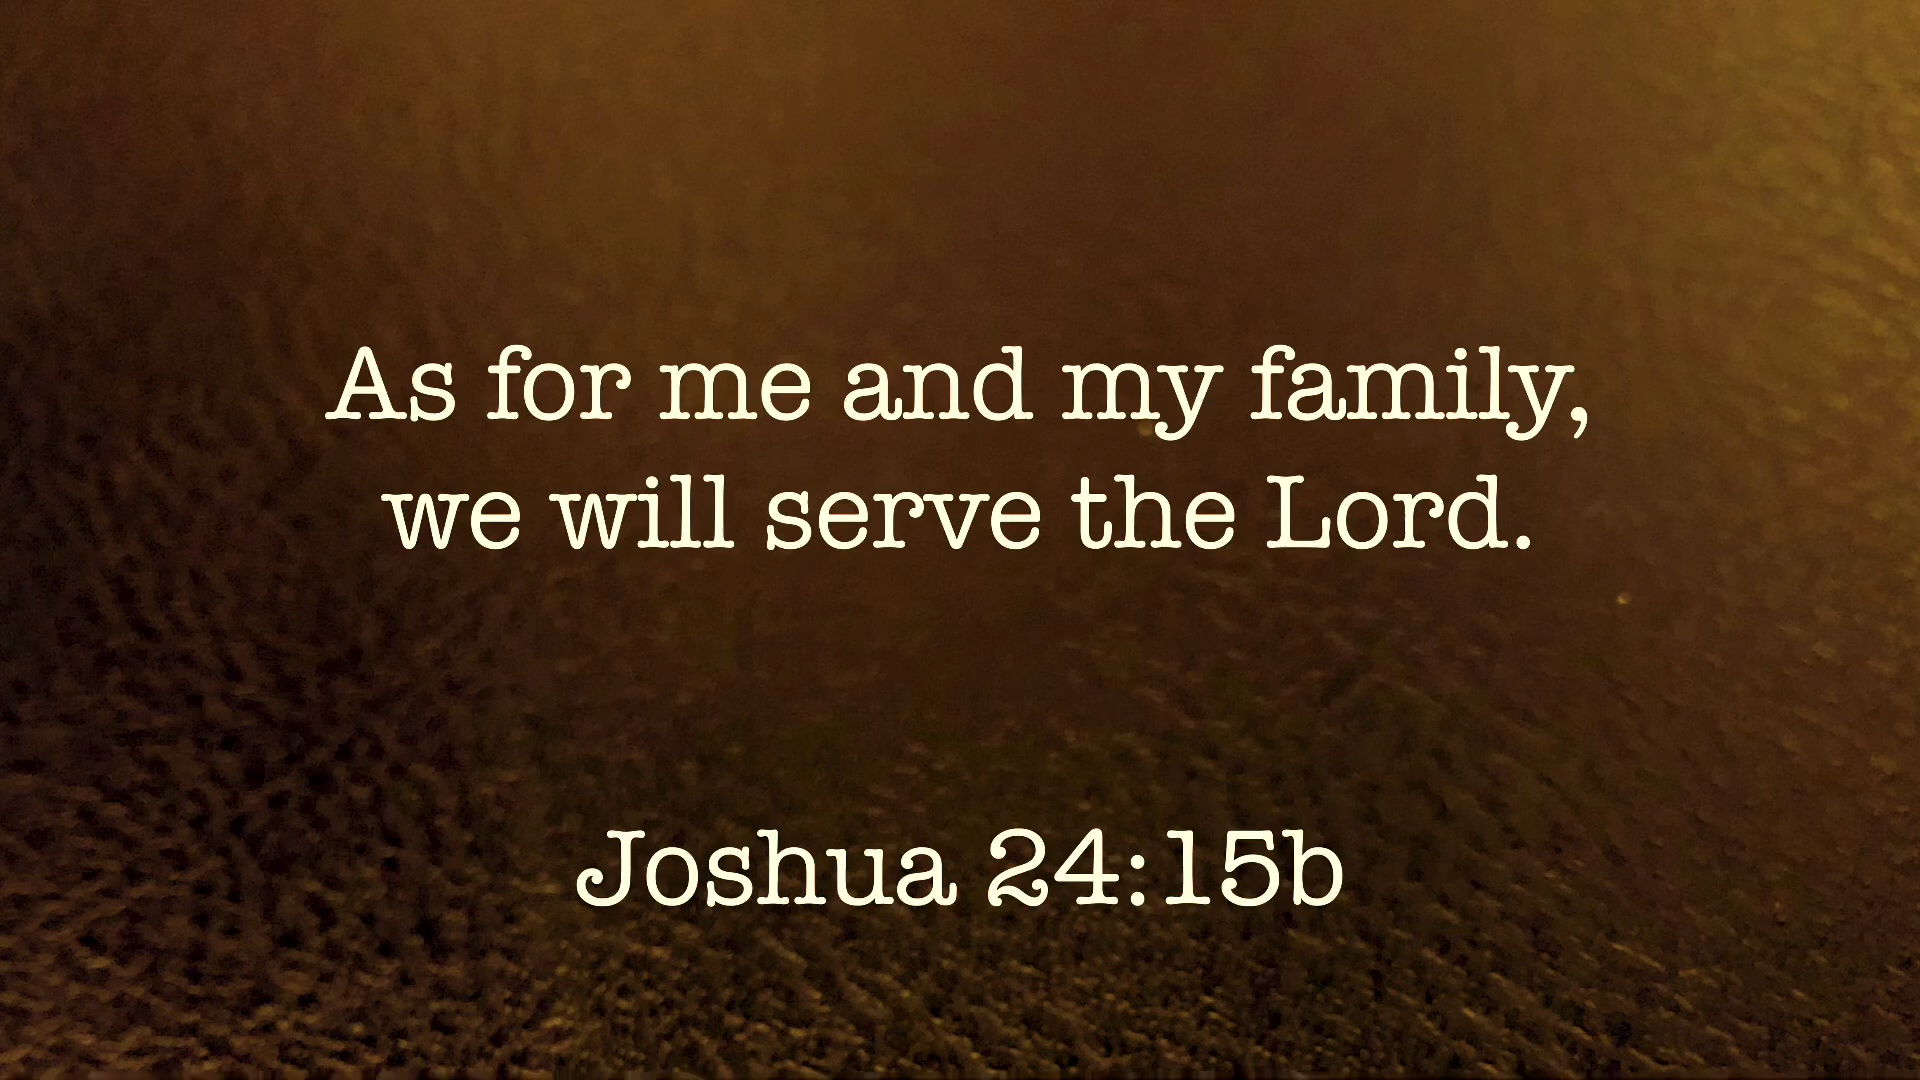 As for me and my family,
we will serve the Lord.
Joshua 24:15b